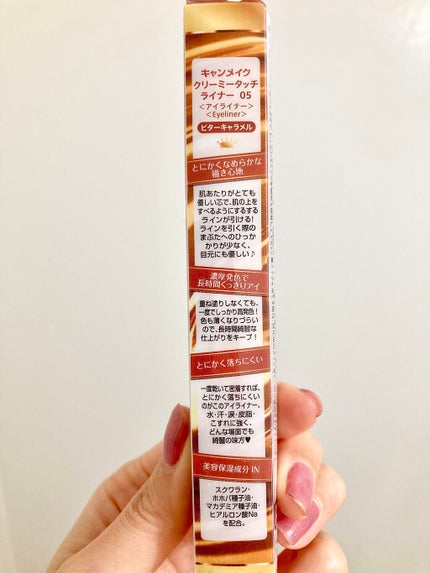 キャンメイク
クリーミータッチ
ライナー 05
＜アイライナー＞
＜Eyeliner＞
ビターキャラメル
とにかくなめらかな
描き心地
肌あたりがとても
優しい芯で、肌の上を
すべるようにするする
ラインが引ける!
ラインを引く際の
まぶたへのひっか
かりが少なく、
目元にも優しい♪
濃厚発色で
長時間くっきりアイ
重ね塗りしなくても、
一度でしっかり高発色!
色も薄くなりづらい
ので、長時間綺麗な
仕上がりをキープ!
とにかく落ちにくい
一度乾いて密着すれば、
とにかく落ちにくい
のがこのアイライナー。
水・汗・涙・皮脂・
こすれに強く、
どんな場面でも
綺麗の味方♥
美容保湿成分 IN
スクワラン・
ホホバ種子油・
マカデミア種子油・
ヒアルロン酸Na
を配合。